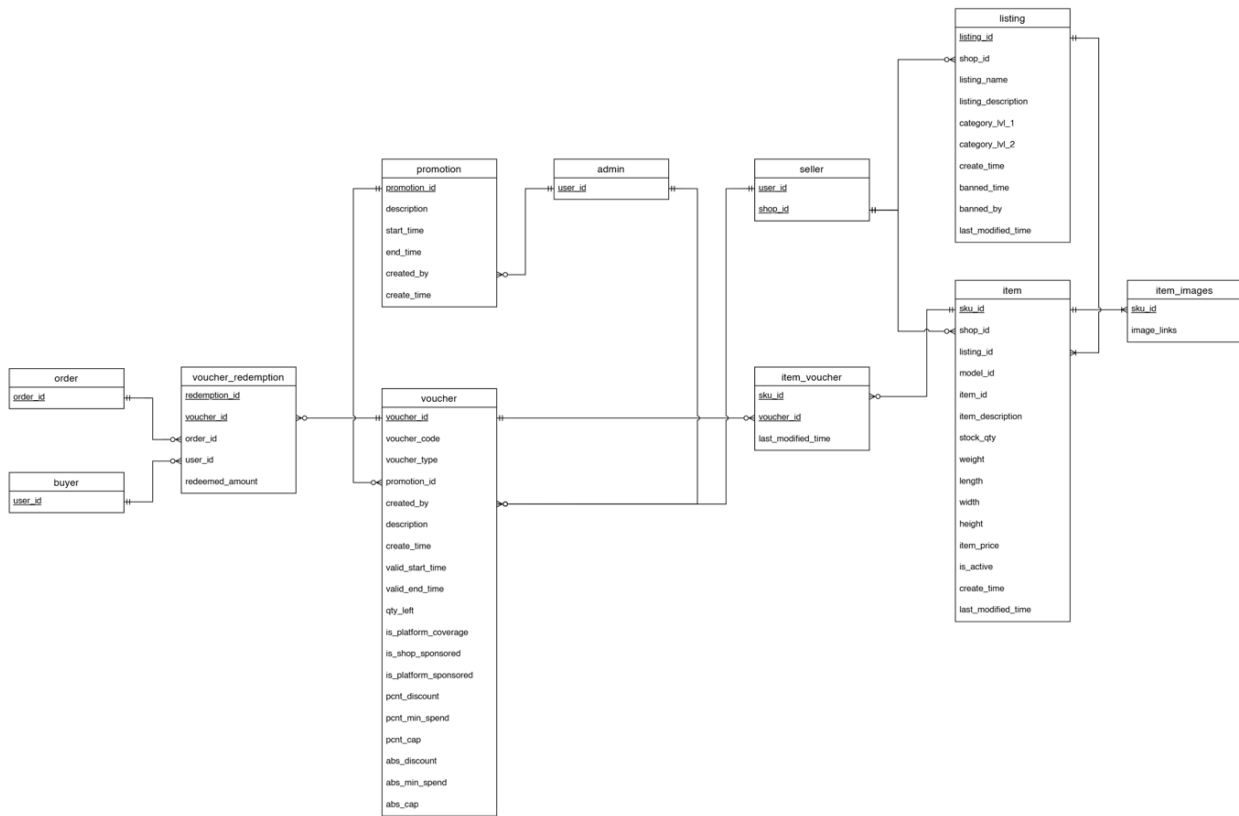 listing
listing_id
shop_id
listing_name
listing_description
category_lvl_1
category_lvl_2
create_time
banned_time
banned_by
last_modified_time
promotion
promotion_id
description
start_time
end_time
created_by
create_time
admin
user_id
seller
user_id
shop_id
item
sku_id
shop_id
listing_id
model_id
item_id
item_description
stock_qty
weight
length
width
height
item_price
is_active
create_time
last_modified_time
item_images
sku_id
image_links
order
order_id
buyer
user_id
voucher_redemption
redemption_id
voucher_id
order_id
user_id
redeemed_amount
voucher
voucher_id
voucher_code
voucher_type
promotion_id
created_by
description
create_time
valid_start_time
valid_end_time
qty_left
is_platform_coverage
is_shop_sponsored
is_platform_sponsored
pcnt_discount
pcnt_min_spend
pcnt_cap
abs_discount
abs_min_spend
abs_cap
item_voucher
sku_id
voucher_id
last_modified_time